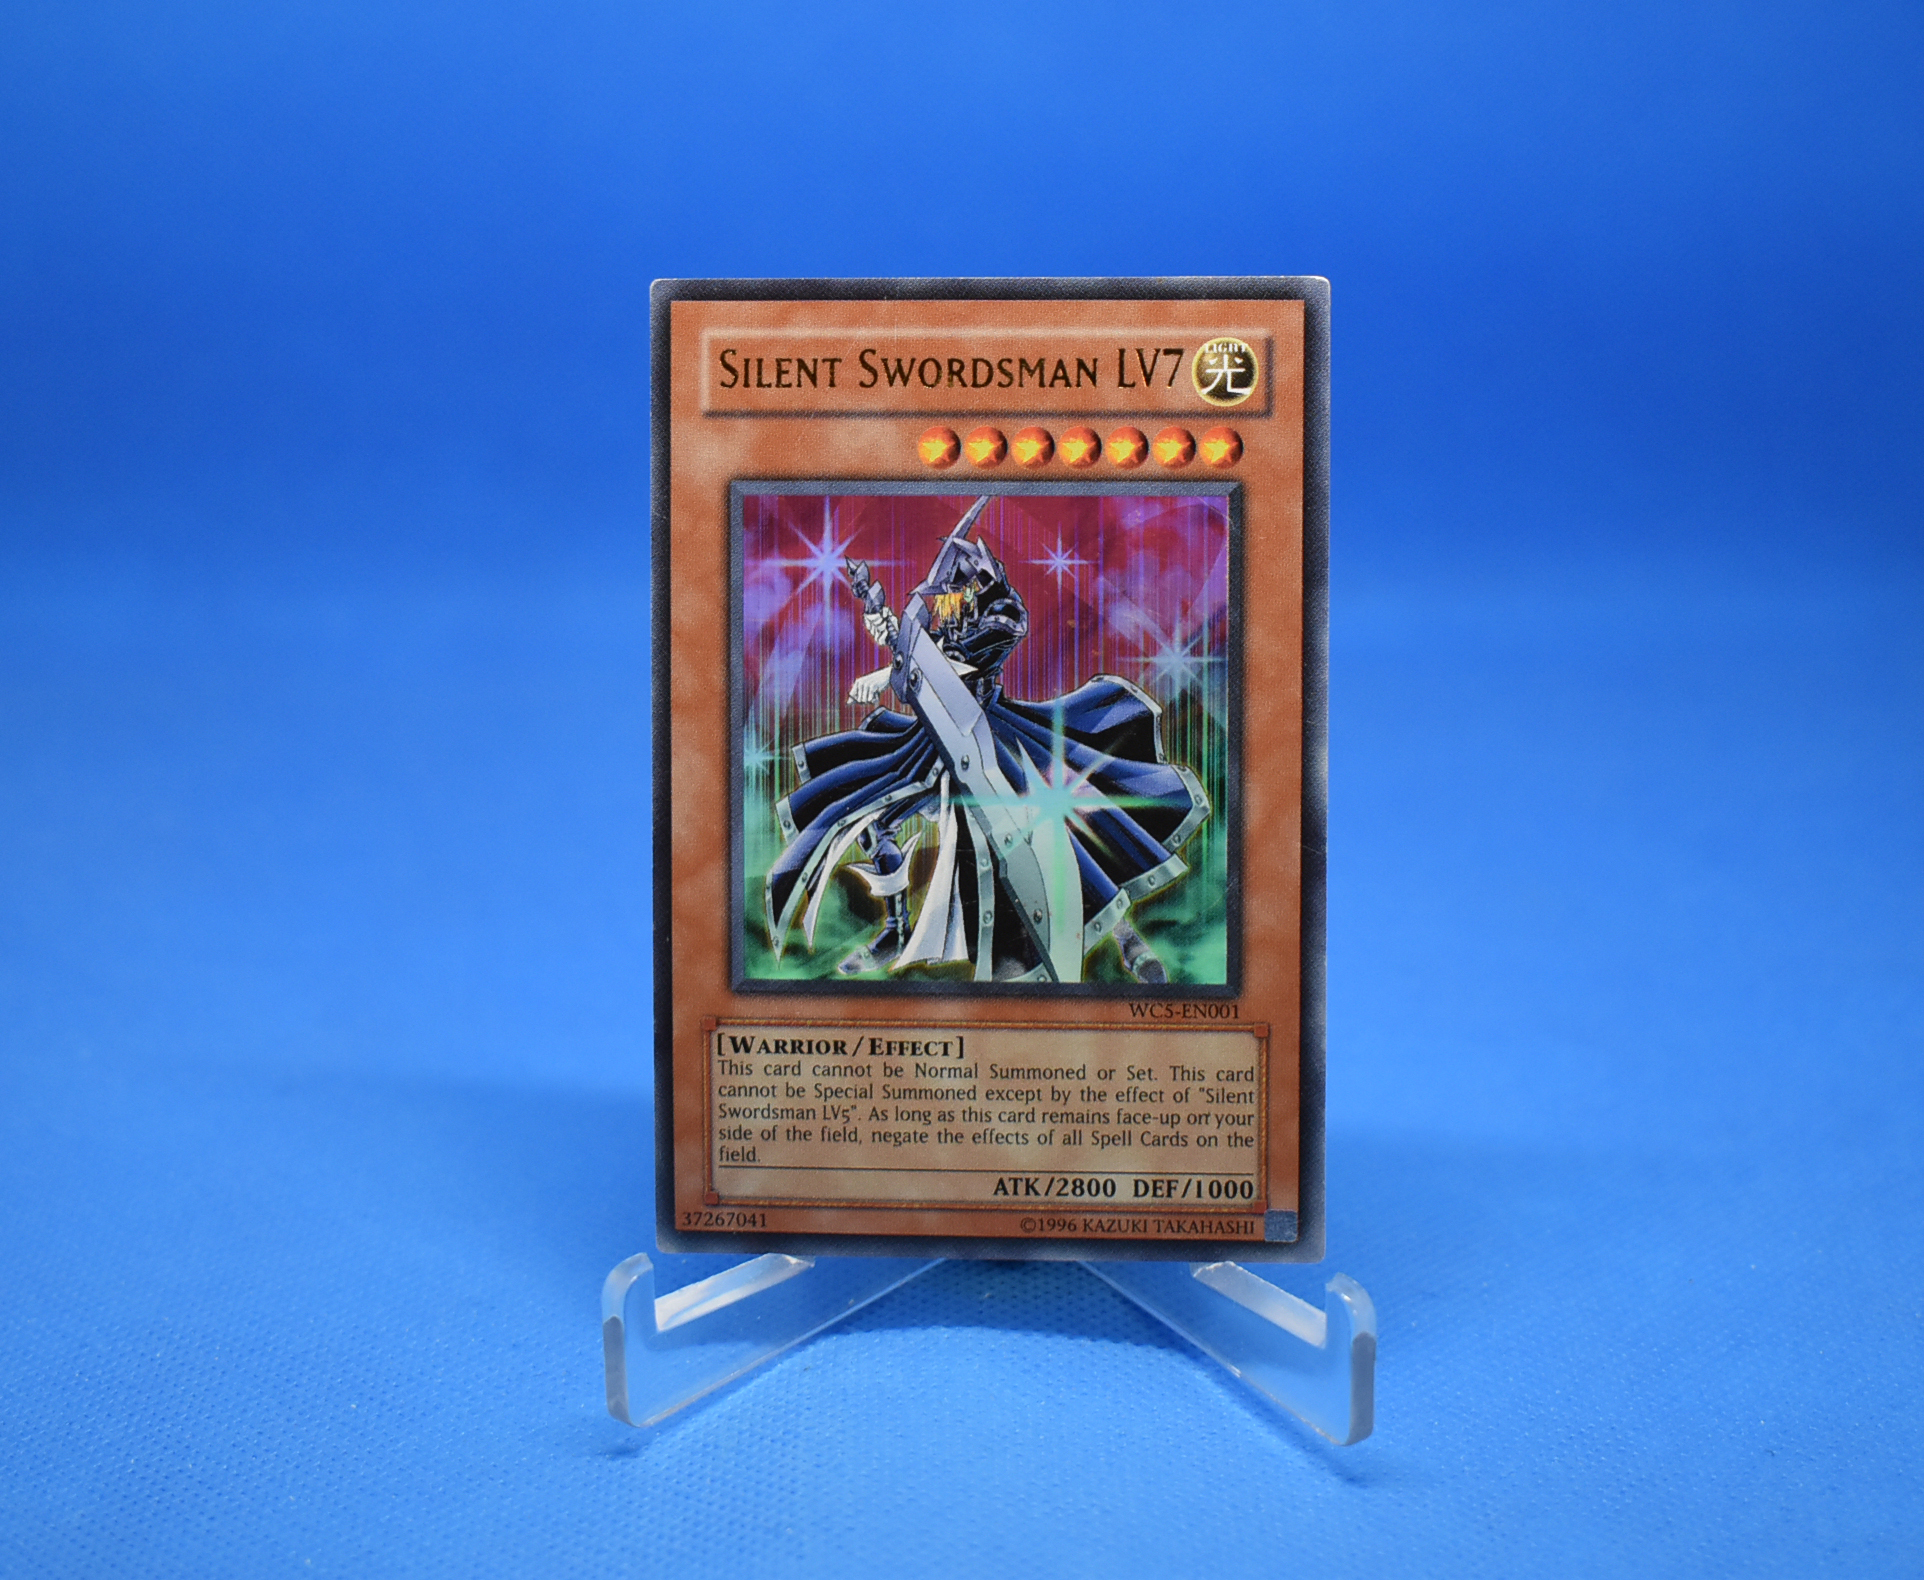 SILENT SWORDSMAN LV7
LIGHT
光
WC5-EN001
[WARRIOR/EFFECT]
This card cannot be Normal Summoned or Set. This card
cannot be Special Summoned except by the effect of "Silent
Swordsman LV5". As long as this card remains face-up on your
side of the field, negate the effects of all Spell Cards on the
field.
ATK/2800 DEF/1000
37267041
©1996 KAZUKI TAKAHASHI